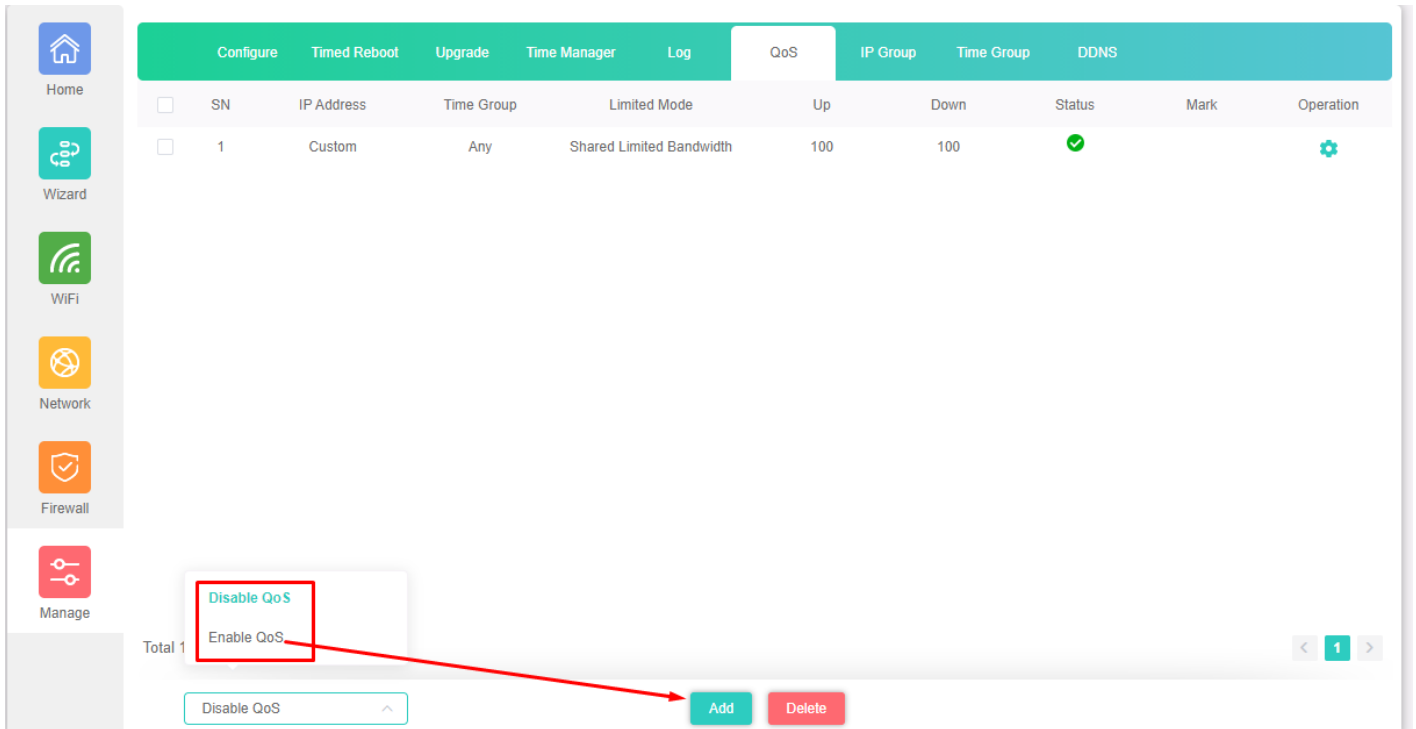 Home
Wizard
WiFi
Network
Firewall
Manage
Configure Timed Reboot Upgrade Time Manager Log QoS IP Group Time Group DDNS
SN IP Address Time Group Limited Mode Up Down Status Mark Operation
1 Custom Any Shared Limited Bandwidth 100 100
Disable QoS
Enable QoS
Total 1
1
Disable QoS
Add Delete